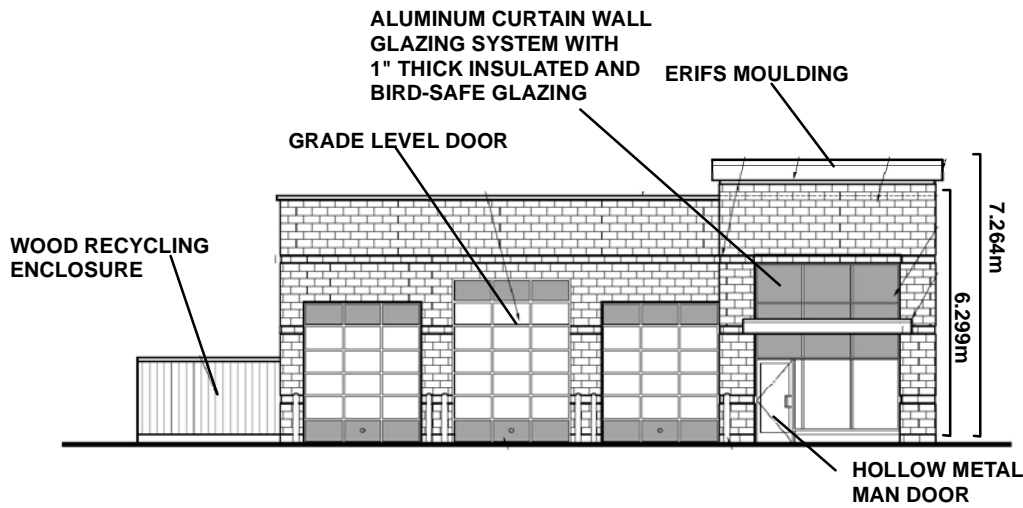 ALUMINUM CURTAIN WALL
GLAZING SYSTEM WITH
1" THICK INSULATED AND
BIRD-SAFE GLAZING
ERIFS MOULDING
GRADE LEVEL DOOR
WOOD RECYCLING
ENCLOSURE
7.264m
6.299m
HOLLOW METAL
MAN DOOR